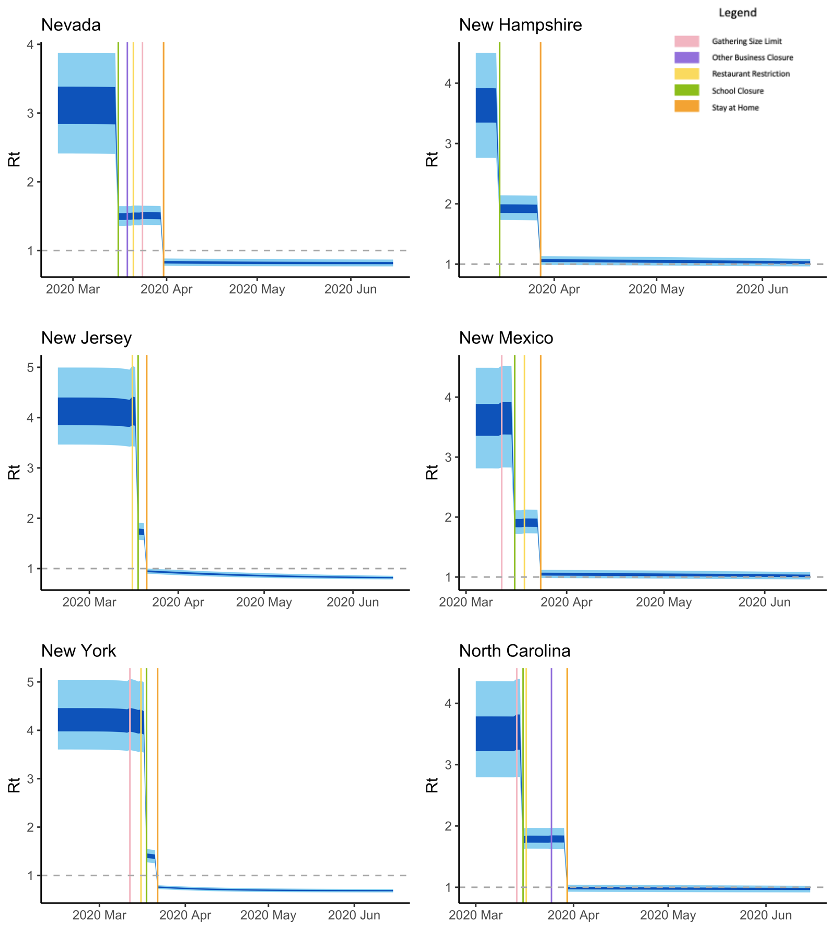 Nevada
4
3
2
1
Rt
2020 Mar 2020 Apr 2020 May 2020 Jun
New Hampshire
Legend
Gathering Size Limit
Other Business Closure
Restaurant Restriction
School Closure
Stay at Home
4
3
2
1
Rt
2020 Apr 2020 May 2020 Jun
New Jersey
5
4
3
2
1
Rt
2020 Mar 2020 Apr 2020 May 2020 Jun
New Mexico
4
3
2
1
Rt
2020 Mar 2020 Apr 2020 May 2020 Jun
New York
5
4
3
2
1
Rt
2020 Mar 2020 Apr 2020 May 2020 Jun
North Carolina
4
3
2
1
Rt
2020 Mar 2020 Apr 2020 May 2020 Jun